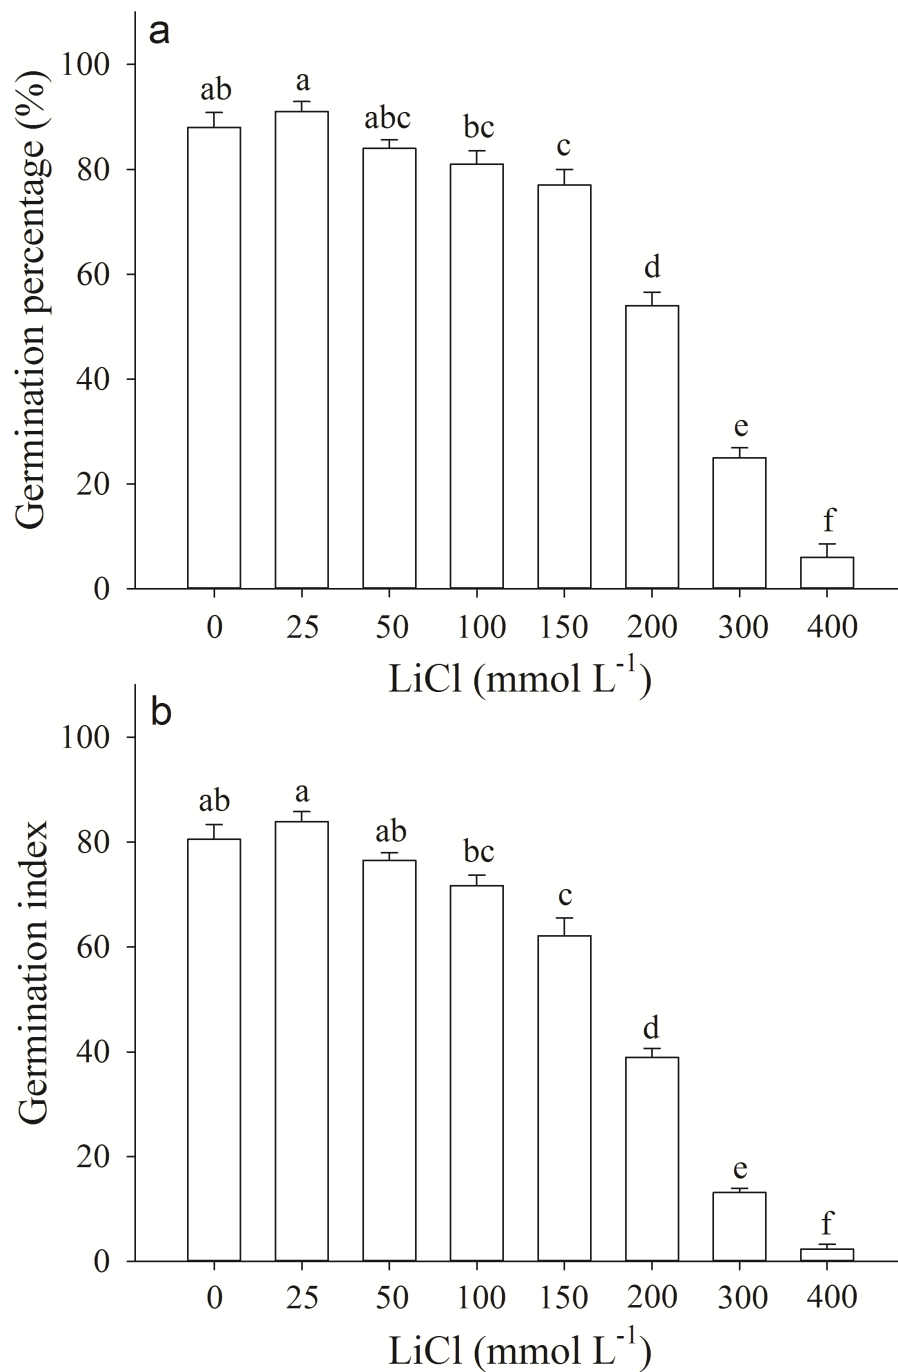 a
Germination percentage (%)
100
80
60
40
20
0
ab a abc bc c d e f
0 25 50 100 150 200 300 400
LiCl (mmol L⁻¹)
b
Germination index
100
80
60
40
20
0
ab a ab bc c d e f
0 25 50 100 150 200 300 400
LiCl (mmol L⁻¹)